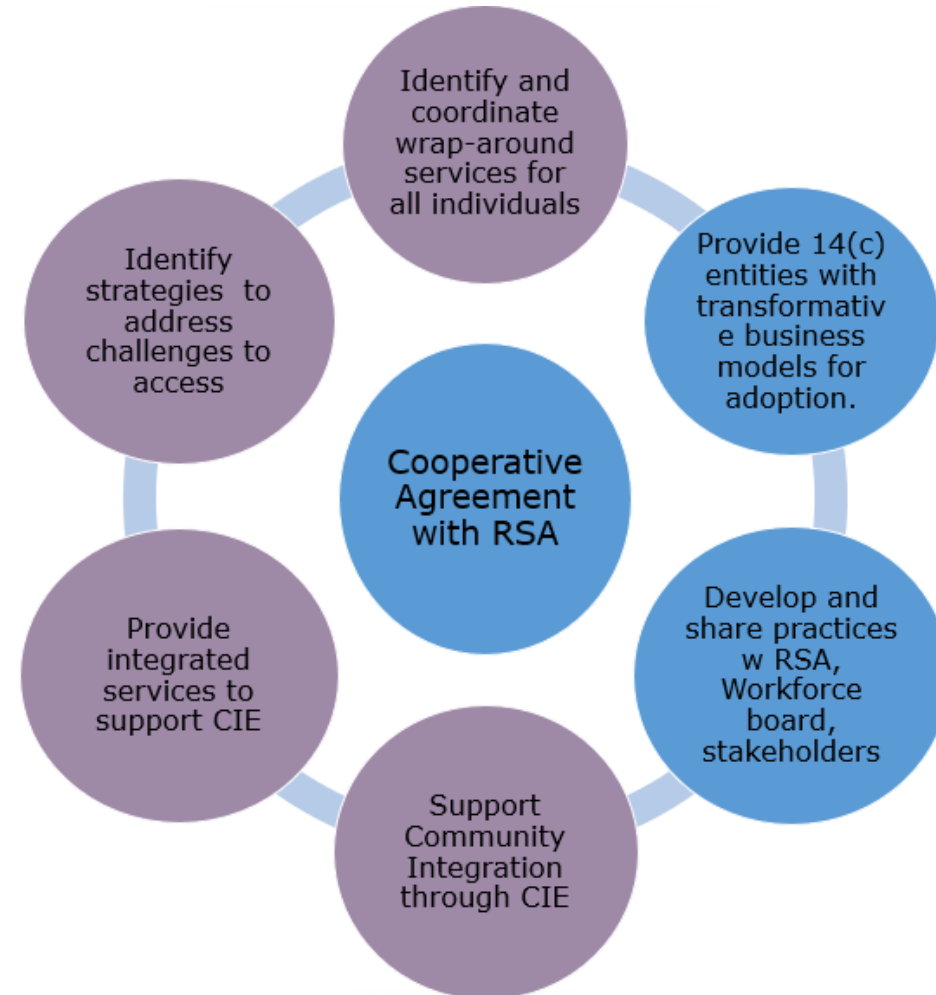 Identify and
coordinate
wrap-around
services for
all individuals
Provide 14(c)
entities with
transformativ
e business
models for
adoption.
Develop and
share practices
w RSA,
Workforce
board,
stakeholders
Support
Community
Integration
through CIE
Provide
integrated
services to
support CIE
Identify
strategies to
address
challenges to
access
Cooperative
Agreement
with RSA